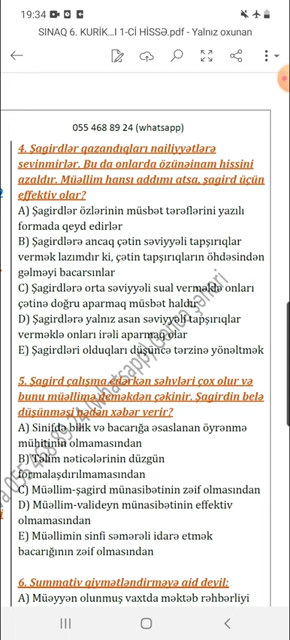 19:34
SINAQ 6. KURİK...I 1-Cİ HİSSƏ.pdf - Yalnız oxunan
055 468 89 24 (whatsapp)
4. Şagirdlər qazandıqları nailiyyətlərə
sevinmirlər. Bu da onlarda özünəinam hissini
azaldır. Müəllim hansı addımı atsa, şagird üçün
effektiv olar?
A) Şagirdlər özlərinin müsbət tərəflərini yazılı
formada qeyd edirlər
B) Şagirdlərə ancaq çətin səviyyəli tapşırıqlar
vermək lazımdır ki, çətin tapşırıqların öhdəsindən
gəlməyi bacarsınlar
C) Şagirdlərə orta səviyyəli sual verməklə onları
çətinə doğru aparmaq müsbət haldır
D) Şagirdlərə yalnız asan səviyyəli tapşırıqlar
verməklə onları irəli aparmaq olar
E) Şagirdləri olduqları düşüncə tərzinə yönəltmək
5. Şagird çalışma edərkən səhvləri çox olur və
bunu müəllimə deməkdən çəkinir. Şagirdin belə
düşünməsi nədən xəbər verir?
A) Sinifdə bilik və bacarığa əsaslanan öyrənmə
mühitinin olmamasından
B) Təlim nəticələrinin düzgün
formalaşdırılmamasından
C) Müəllim-şagird münasibətinin zəif olmasından
D) Müəllim-valideyn münasibətinin effektiv
olmamasından
E) Müəllimin sinfi səmərəli idarə etmək
bacarığının zəif olmasından
6. Summativ qiymətləndirməyə aid deyil:
A) Müəyyən olunmuş vaxtda məktəb rəhbərliyi